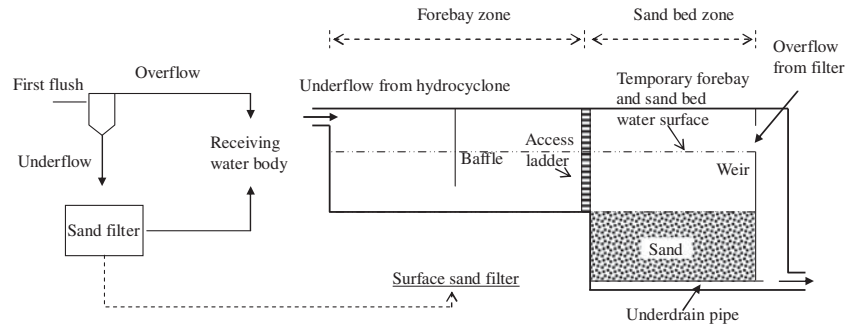 Forebay zone
Sand bed zone
First flush
Overflow
Underflow
Receiving
water body
Sand filter
Underflow from hydrocyclone
Temporary forebay
and sand bed
water surface
Overflow
from filter
Baffle
Access
ladder
Weir
Sand
Surface sand filter
Underdrain pipe